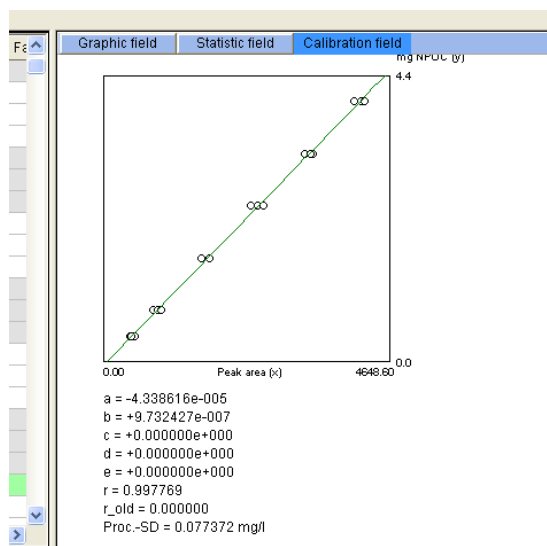 Fa
Graphic field
Statistic field
Calibration field
mg NPOC (y)
4.4
0.0
0.00
Peak area (x)
4648.60
a = -4.338616e-005
b = +9.732427e-007
c = +0.000000e+000
d = +0.000000e+000
e = +0.000000e+000
r = 0.997769
r_old = 0.000000
Proc.-SD = 0.077372 mg/l